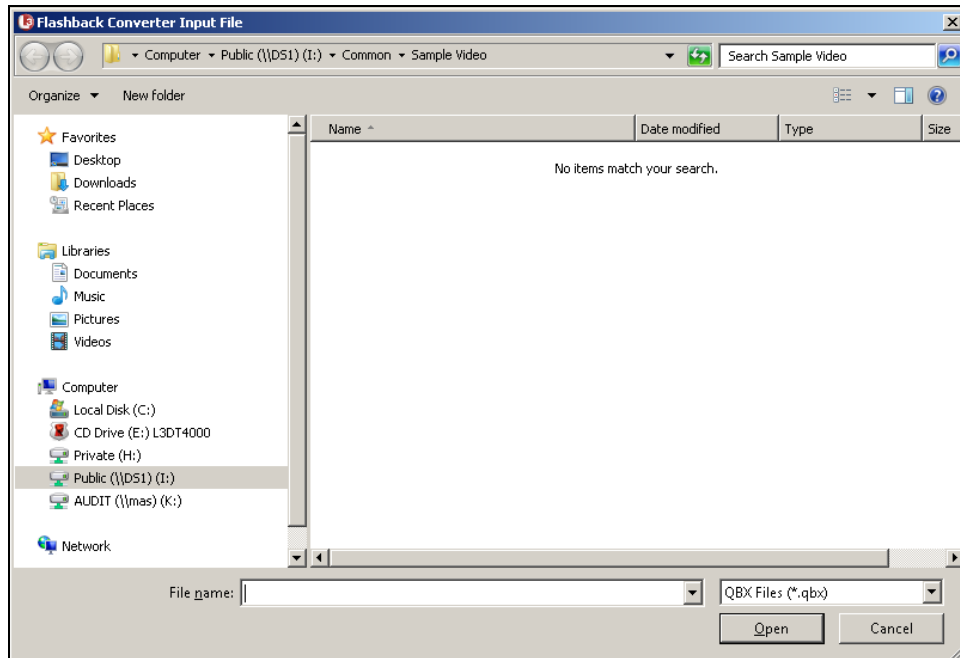 Flashback Converter Input File
Computer Public (\\DS1) (I:) Common Sample Video
Search Sample Video
Organize
New folder
Favorites
Desktop
Downloads
Recent Places
Libraries
Documents
Music
Pictures
Videos
Computer
Local Disk (C:)
CD Drive (E:) L3DT4000
Private (H:)
Public (\\DS1) (I:)
AUDIT (\\mas) (K:)
Network
Name
Date modified
Type
Size
No items match your search.
File name:
QBX Files (*.qbx)
Open
Cancel